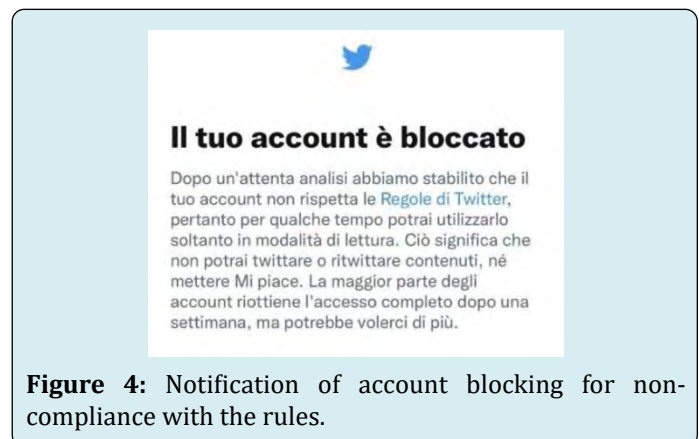 Il tuo account è bloccato
Dopo un'attenta analisi abbiamo stabilito che il
tuo account non rispetta le Regole di Twitter,
pertanto per qualche tempo potrai utilizzarlo
soltanto in modalità di lettura. Ciò significa che
non potrai twittare o ritwittare contenuti, né
mettere Mi piace. La maggior parte degli
account riottiene l'accesso completo dopo una
settimana, ma potrebbe volerci di più.
Figure 4: Notification of account blocking for non-
compliance with the rules.